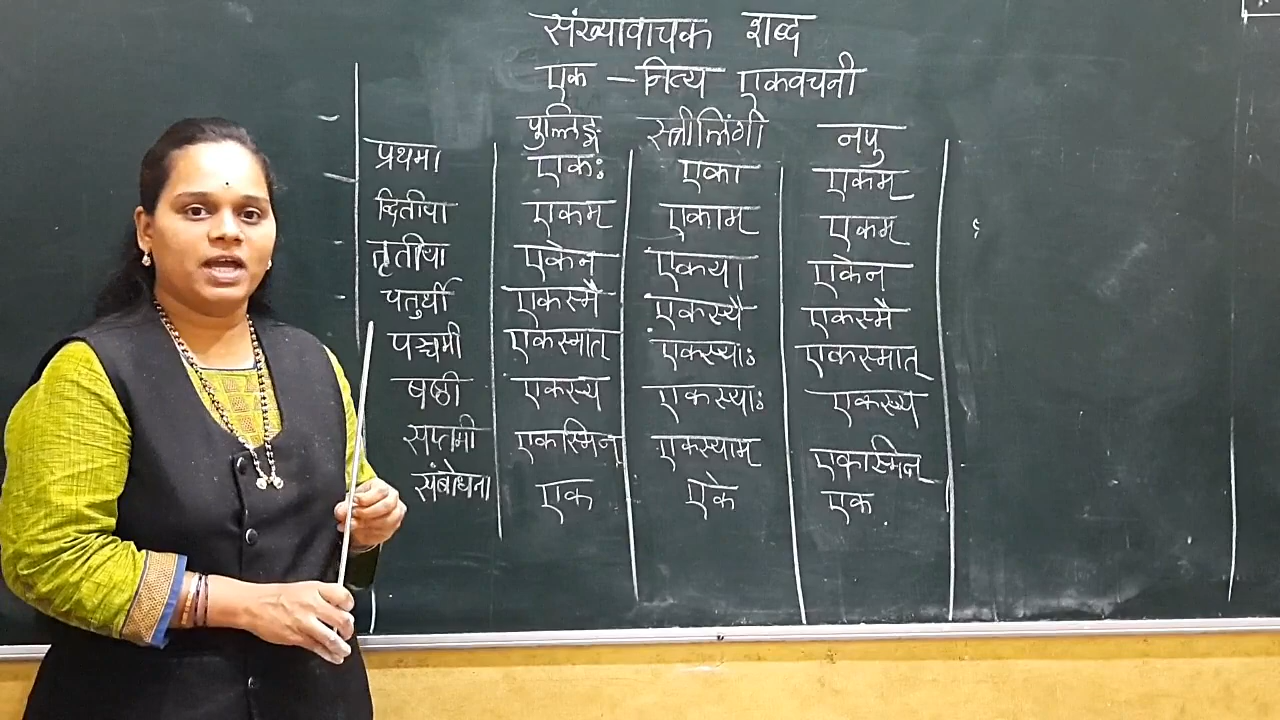 संख्यावाचक शब्द
एक – नित्य एकवचनी
पुल्लिङ्ग स्त्रीलिंगी नपु
प्रथमा एकः एका एकम्
द्वितीया एकम् एकाम् एकम्
तृतीया एकेन एकया एकेन
चतुर्थी एकस्मै एकस्यै एकस्मै
पञ्चमी एकस्मात् एकस्याः एकस्मात्
षष्ठी एकस्य एकस्याः एकस्य
सप्तमी एकस्मिन् एकस्याम् एकस्मिन्
संबोधना एक एके एक